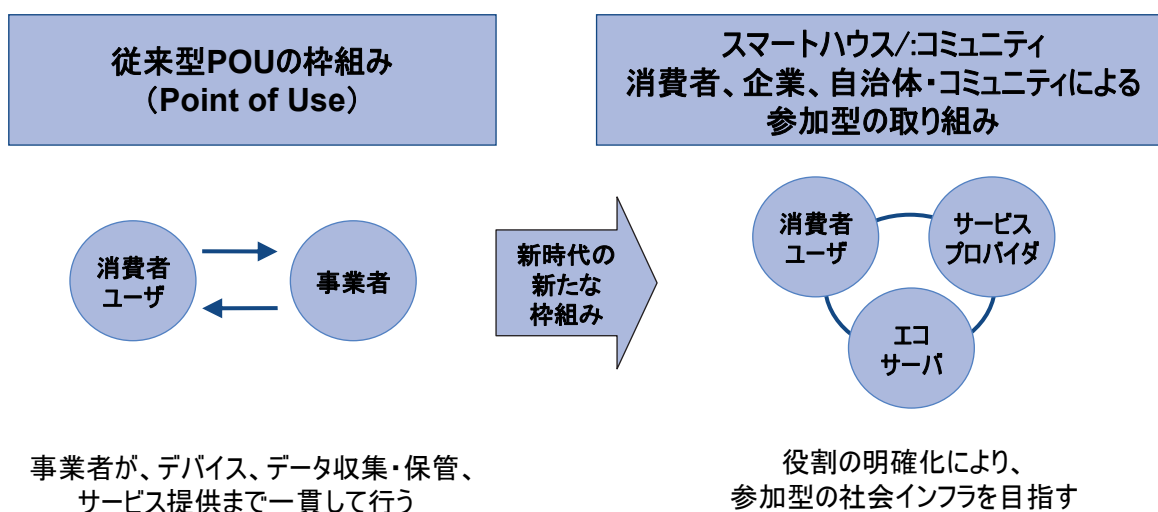 従来型POUの枠組み
（Point of Use）
スマートハウス/:コミュニティ
消費者、企業、自治体・コミュニティによる
参加型の取り組み
消費者
ユーザ
事業者
新時代の
新たな
枠組み
消費者
ユーザ
サービス
プロバイダ
エコ
サーバ
事業者が、デバイス、データ収集・保管、
サービス提供まで一貫して行う
役割の明確化により、
参加型の社会インフラを目指す